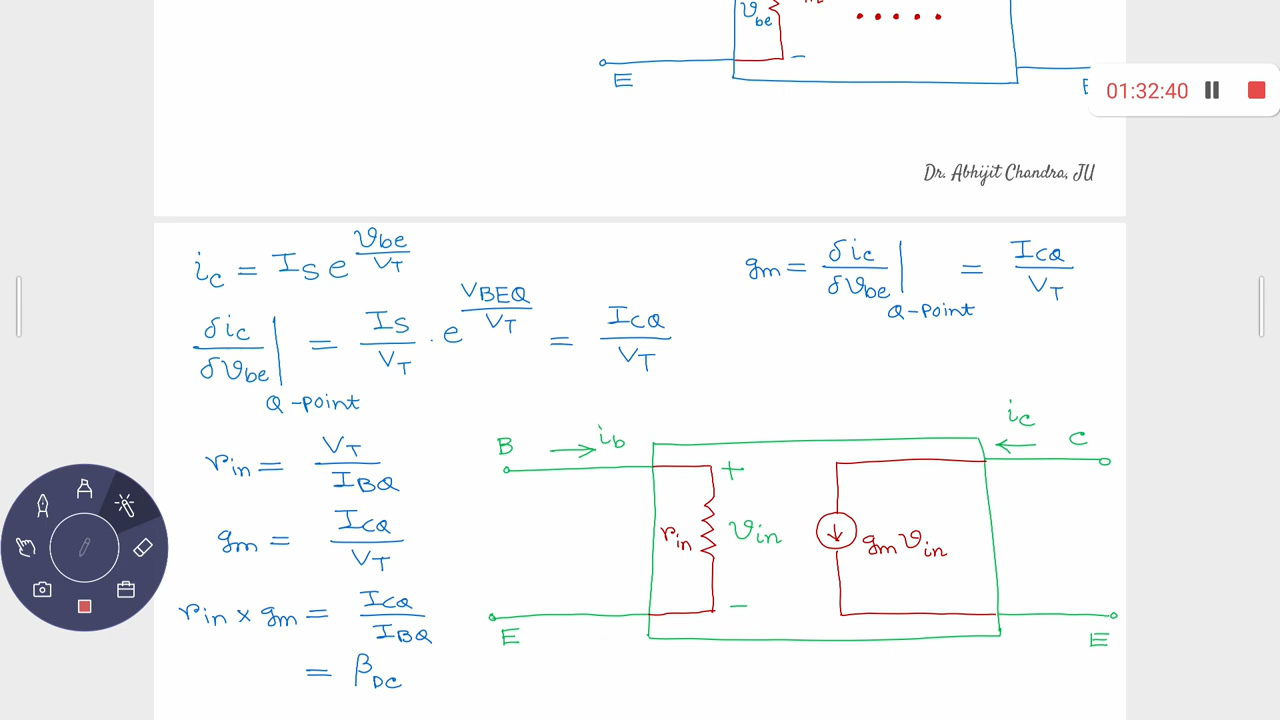 v_be
E
01:32:40
Dr. Abhijit Chandra, JU
i_c = I_S e^(v_be/V_T)
g_m = δi_c/δv_be |_Q-point = I_CQ/V_T
δi_c/δv_be |_Q-point = I_S/V_T · e^(V_BEQ/V_T) = I_CQ/V_T
r_in = V_T/I_BQ
g_m = I_CQ/V_T
r_in × g_m = I_CQ/I_BQ
= β_DC
B → i_b
i_c ← C
+
r_in v_in g_m v_in
−
E E